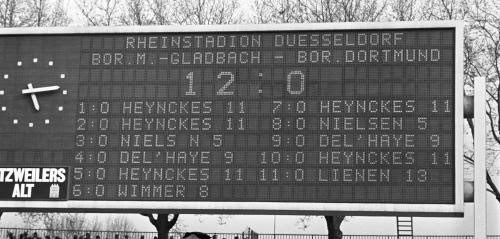 RHEINSTADION DUESSELDORF
BOR.M.-GLADBACH - BOR.DORTMUND
12:0
1:0 HEYNCKES 11 7:0 HEYNCKES 11
2:0 HEYNCKES 11 8:0 NIELSEN 5
3:0 NIELS N 5 9:0 DEL'HAYE 9
4:0 DEL'HAYE 9 10:0 HEYNCKES 11
5:0 HEYNCKES 11 11:0 LIENEN 13
6:0 WIMMER 8
TZWEILERS
ALT